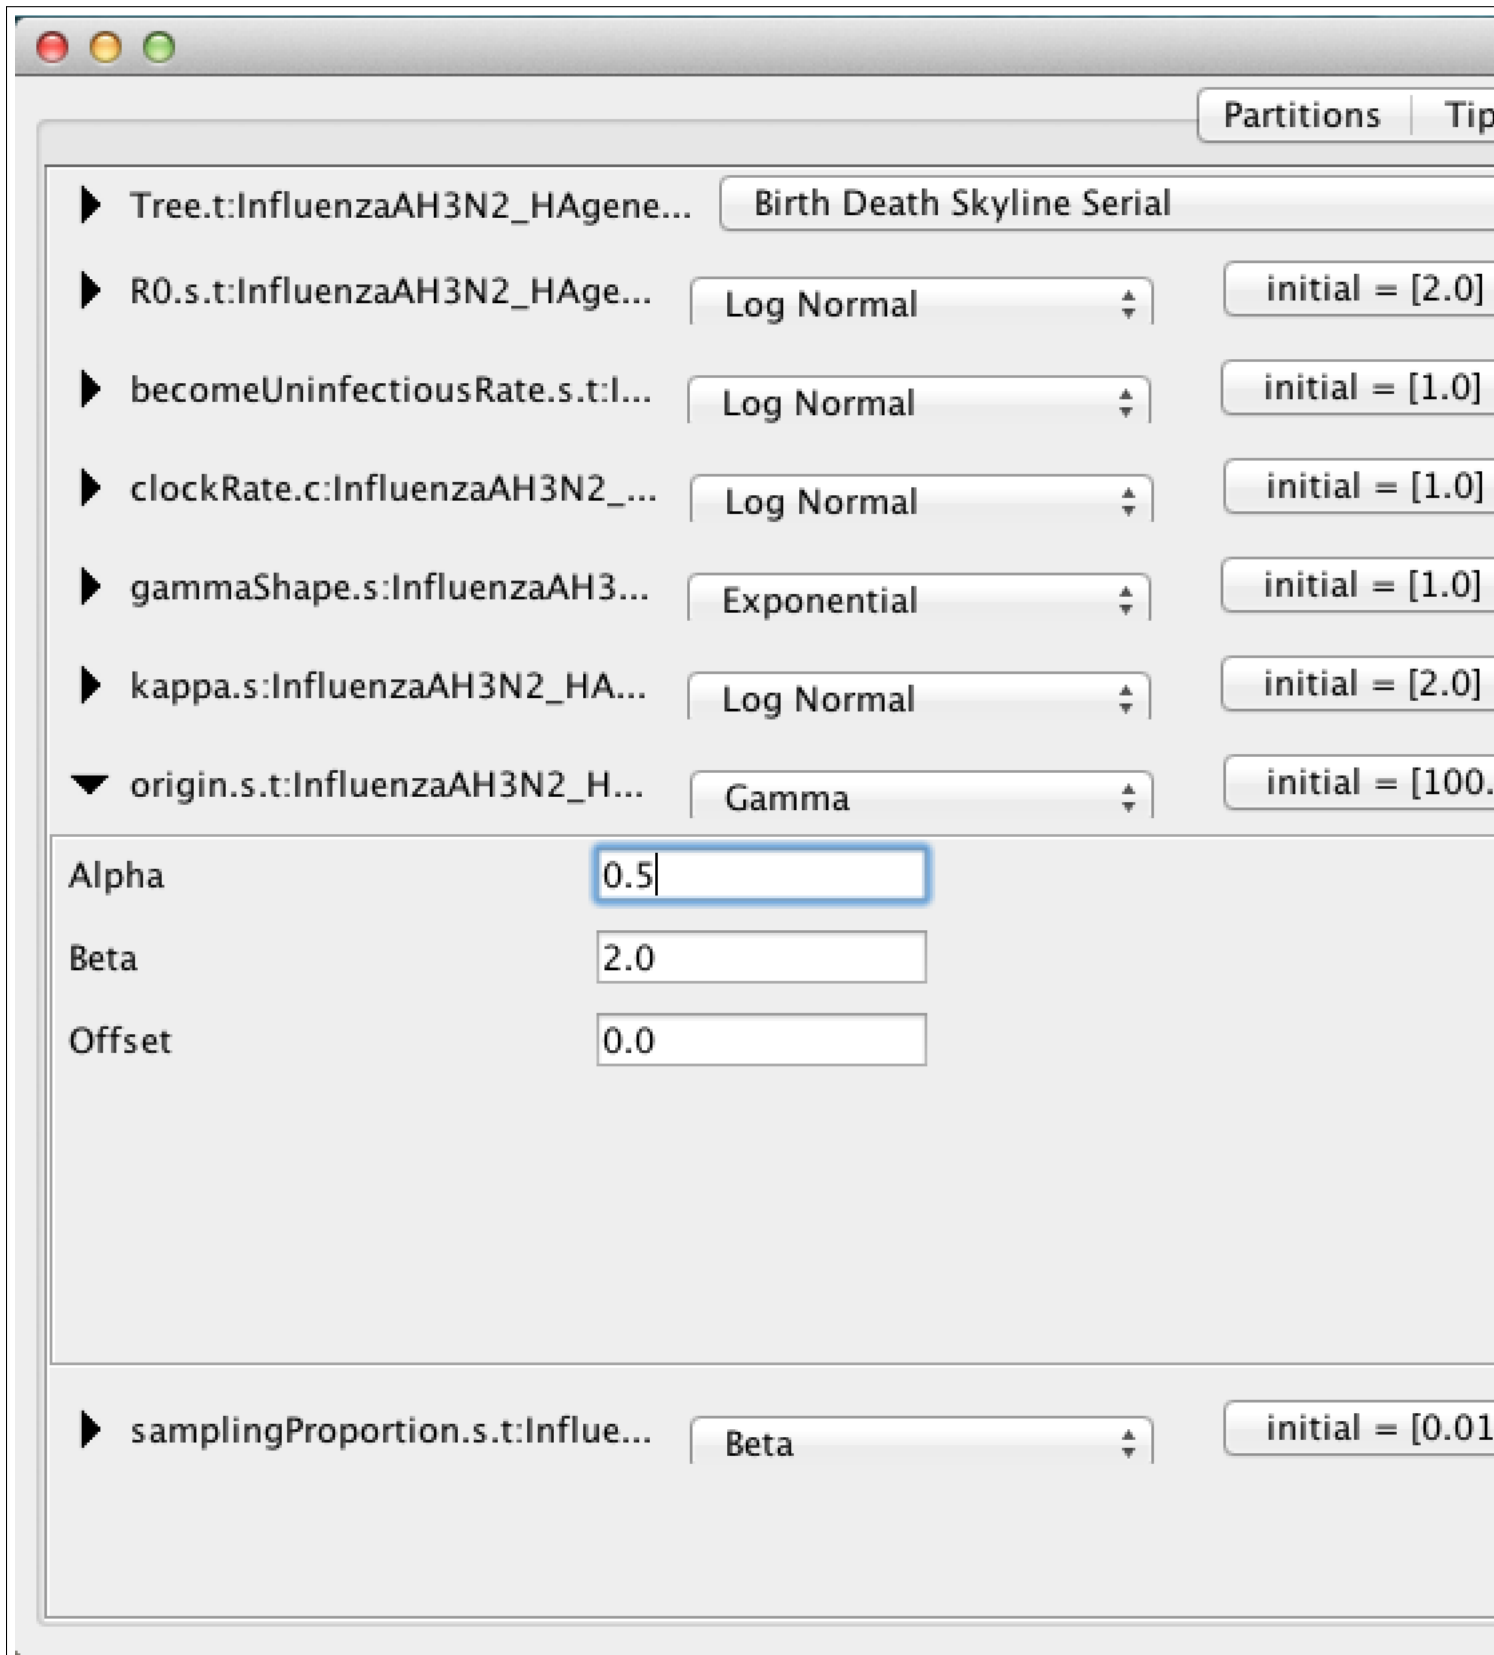 Partitions Tip
Tree.t:InfluenzaAH3N2_HAgene... Birth Death Skyline Serial
R0.s.t:InfluenzaAH3N2_HAge... Log Normal initial = [2.0]
becomeUninfectiousRate.s.t:I... Log Normal initial = [1.0]
clockRate.c:InfluenzaAH3N2_... Log Normal initial = [1.0]
gammaShape.s:InfluenzaAH3... Exponential initial = [1.0]
kappa.s:InfluenzaAH3N2_HA... Log Normal initial = [2.0]
origin.s.t:InfluenzaAH3N2_H... Gamma initial = [100.
Alpha 0.5
Beta 2.0
Offset 0.0
samplingProportion.s.t:Influe... Beta initial = [0.01